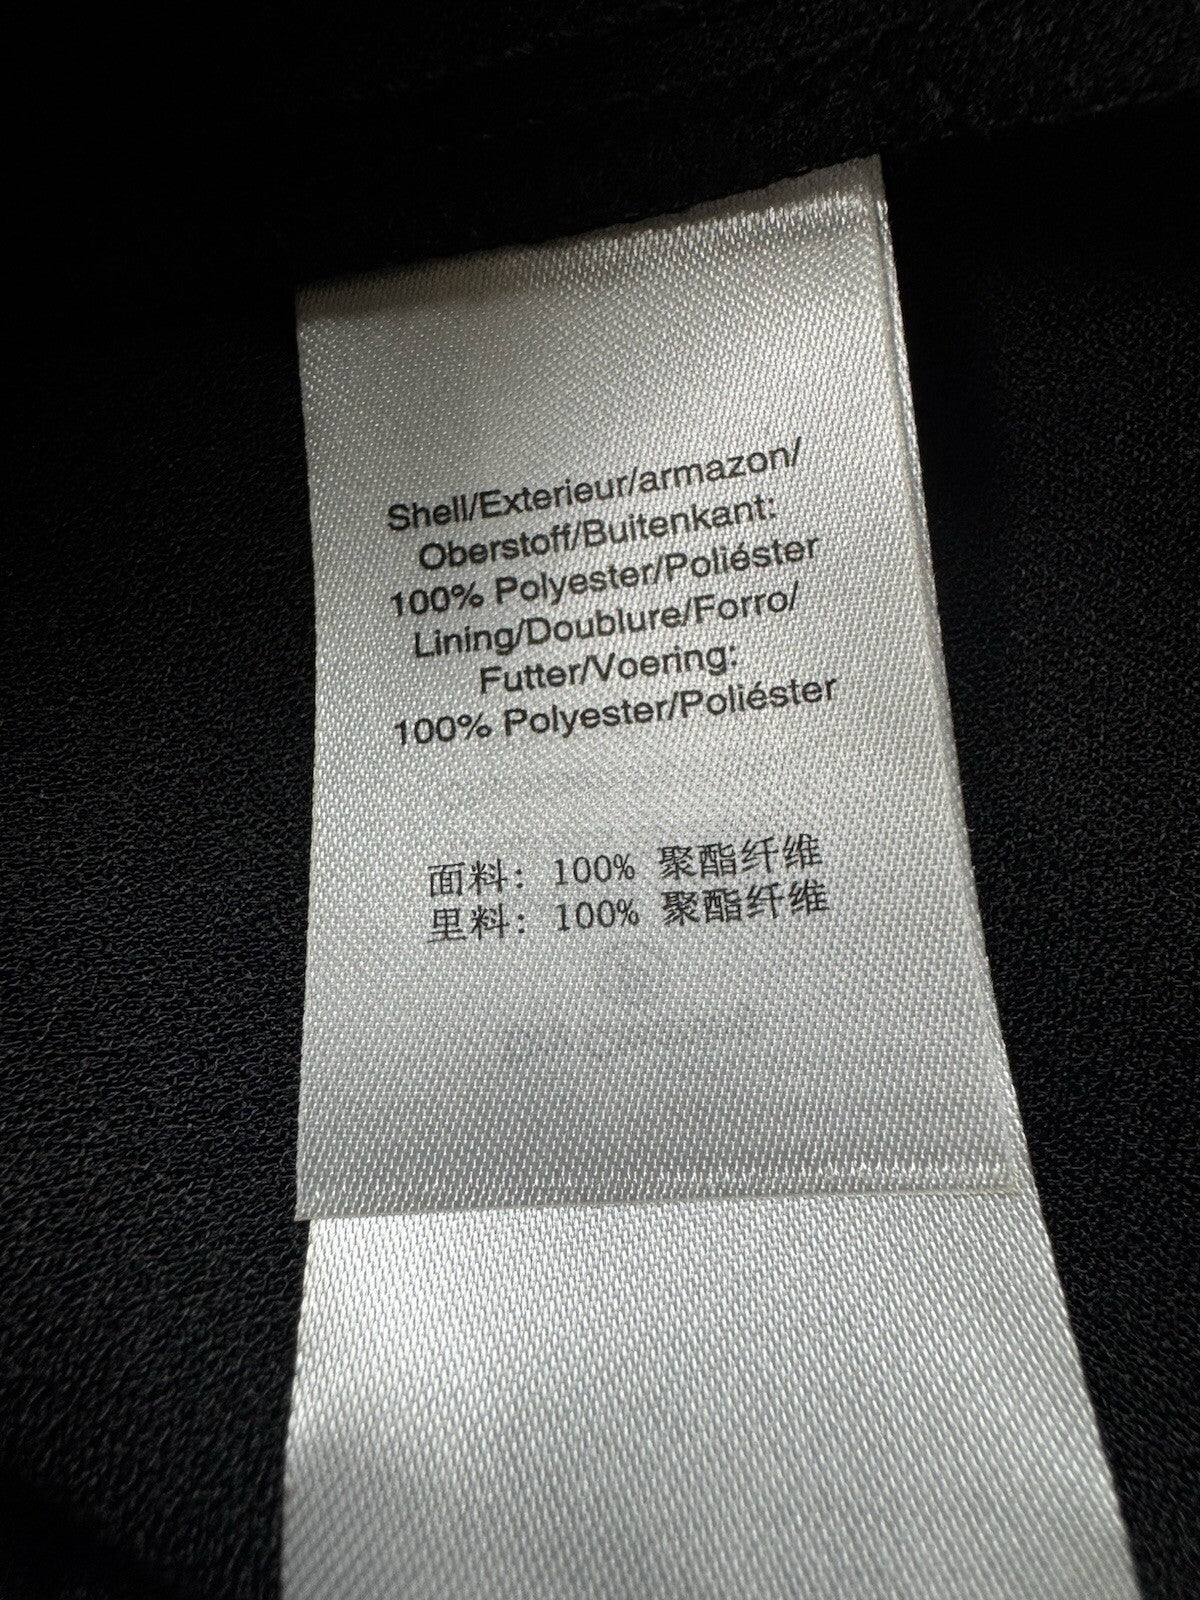 Shell/Exterieur/armazon/
Oberstoff/Buitenkant:
100% Polyester/Poliéster
Lining/Doublure/Forro/
Futter/Voering:
100% Polyester/Poliéster
面料: 100% 聚酯纤维
里料: 100% 聚酯纤维